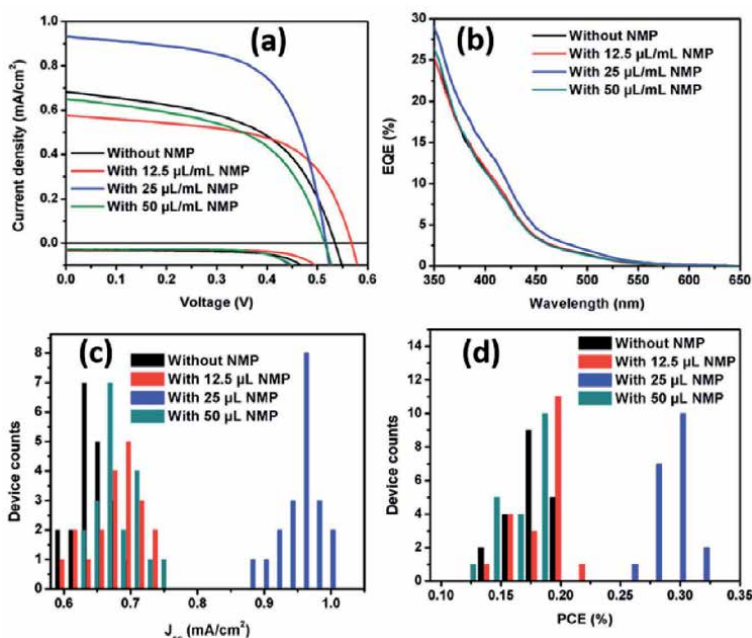 (a)
Current density (mA/cm²)
1.0
0.8
0.6
0.4
0.2
0.0
Without NMP
With 12.5 µL/mL NMP
With 25 µL/mL NMP
With 50 µL/mL NMP
0.0 0.1 0.2 0.3 0.4 0.5 0.6
Voltage (V)
(b)
EQE (%)
30
25
20
15
10
5
0
Without NMP
With 12.5 µL/mL NMP
With 25 µL/mL NMP
With 50 µL/mL NMP
350 400 450 500 550 600 650
Wavelength (nm)
(c)
Device counts
8
7
6
5
4
3
2
1
0
Without NMP
With 12.5 µL NMP
With 25 µL NMP
With 50 µL NMP
0.6 0.7 0.8 0.9 1.0
(mA/cm²)
(d)
Device counts
14
12
10
8
6
4
2
0
Without NMP
With 12.5 µL NMP
With 25 µL NMP
With 50 µL NMP
0.10 0.15 0.20 0.25 0.30 0.35
PCE (%)